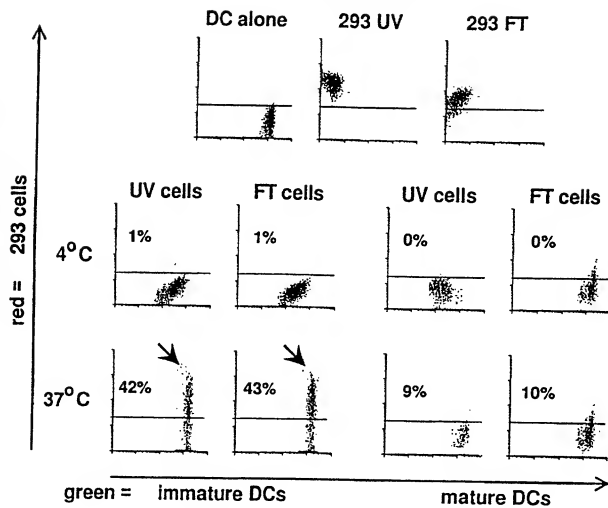 DC alone 293 UV 293 FT
UV cells FT cells UV cells FT cells
4°C 1% 1% 0% 0%
37°C 42% 43% 9% 10%
red = 293 cells
green = immature DCs mature DCs